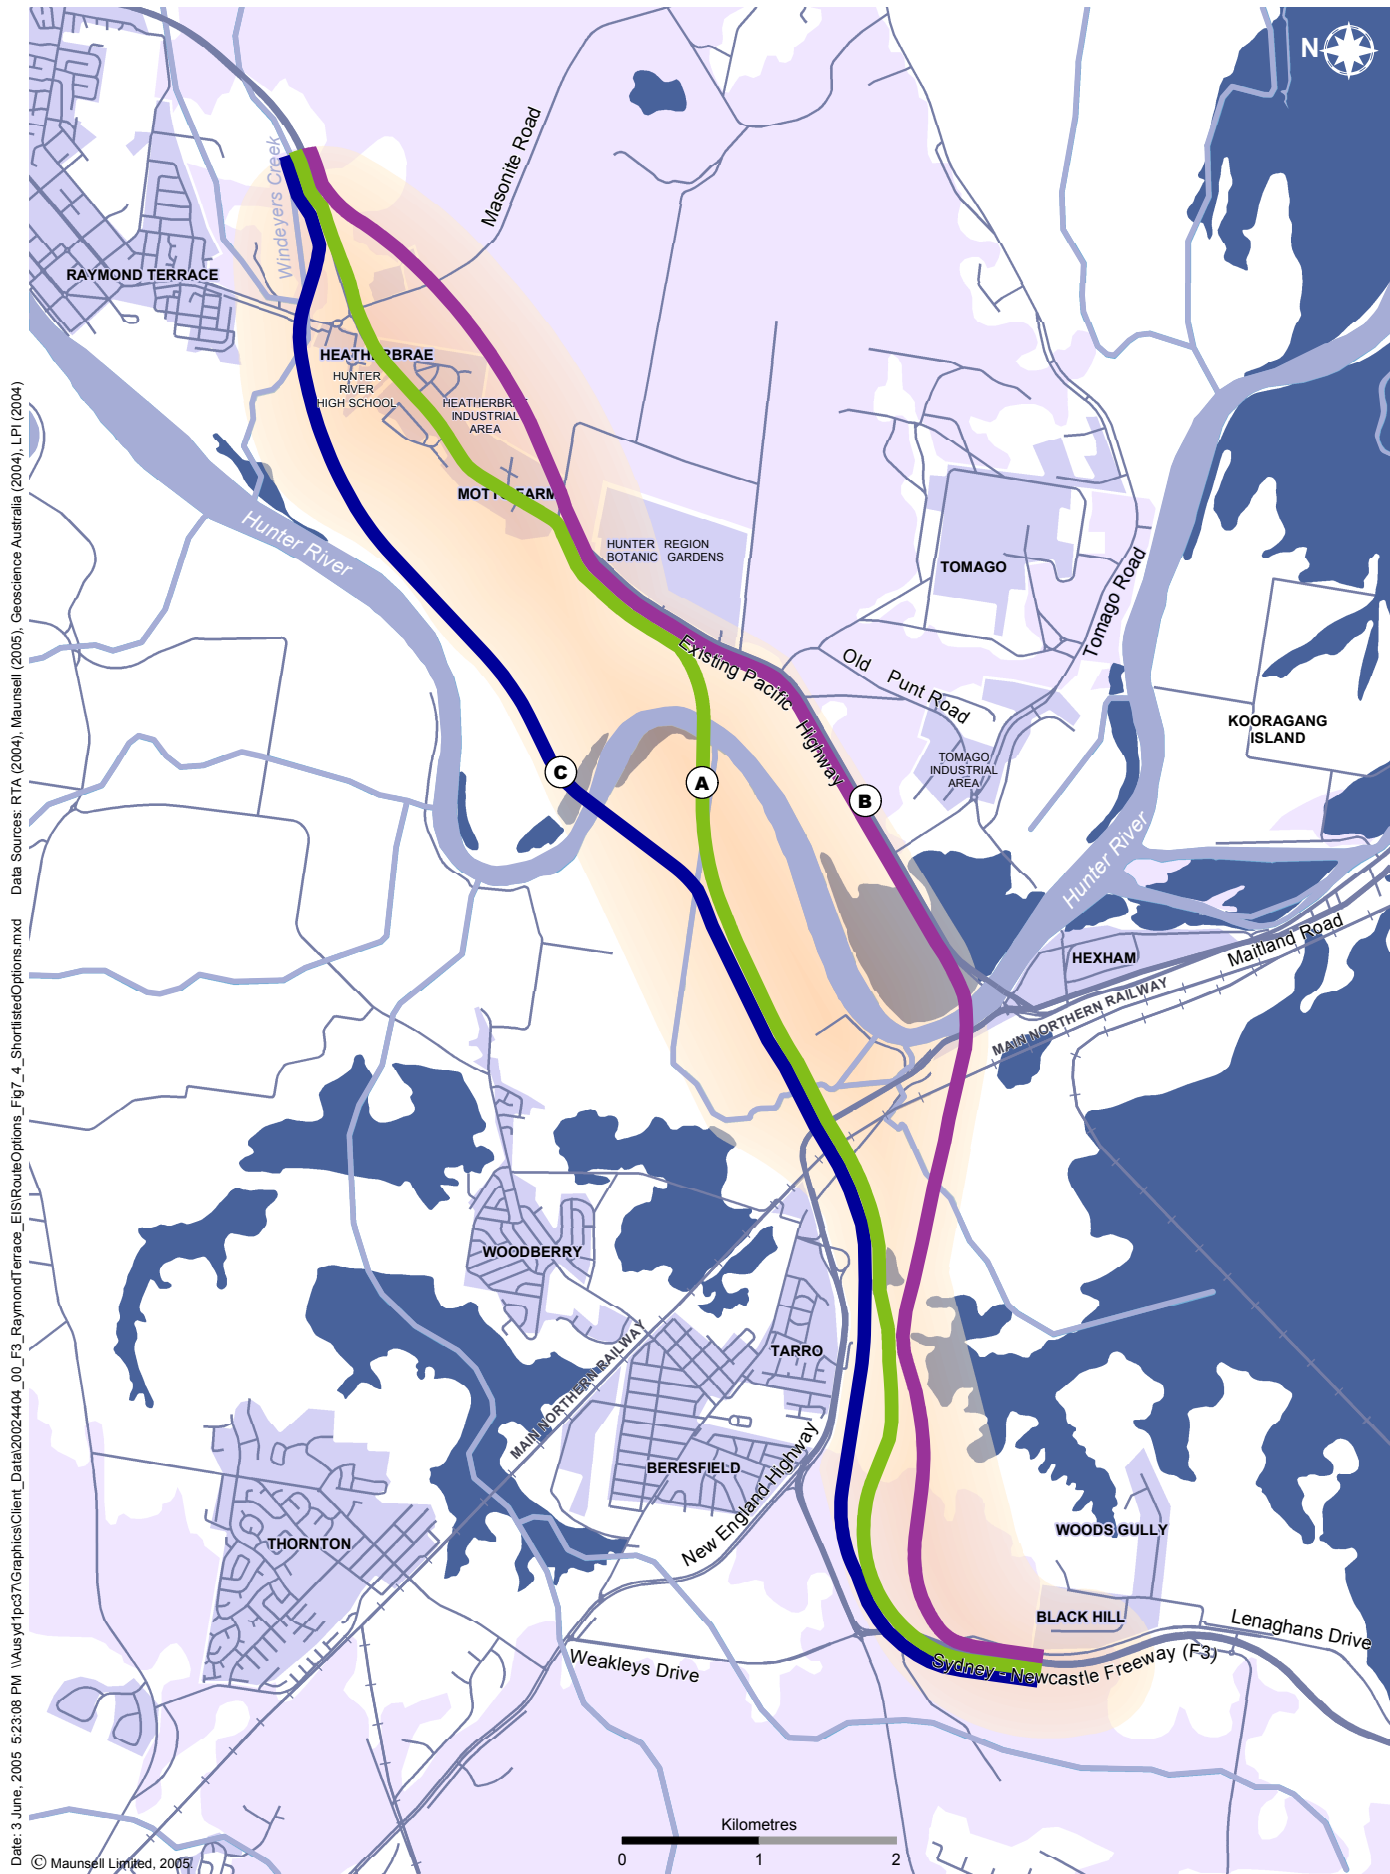 N
Masonite Road
Windeyers Creek
RAYMOND TERRACE
HEATHERBRAE
HUNTER
RIVER
HIGH SCHOOL
HEATHERBRAE
INDUSTRIAL
AREA
MOTTO FARM
Hunter River
HUNTER REGION
BOTANIC GARDENS
TOMAGO
Tomago Road
Old Punt Road
Existing Pacific Highway
KOORAGANG
ISLAND
TOMAGO
INDUSTRIAL
AREA
C
A
B
Hunter River
HEXHAM
Maitland Road
MAIN NORTHERN RAILWAY
WOODBERRY
TARRO
MAIN NORTHERN RAILWAY
BERESFIELD
New England Highway
THORNTON
WOODS GULLY
BLACK HILL
Lenaghans Drive
Sydney - Newcastle Freeway (F3)
Weakleys Drive
Kilometres
0 1 2
© Maunsell Limited, 2005.
Date: 3 June, 2005 5:23:08 PM \\Ausyd1pc37\Graphics\Client_Data\20024404_00_F3_RaymondTerrace_EIS\RouteOptions_Fig7_4_ShortlistedOptions.mxd Data Sources: RTA (2004), Maunsell (2005), Geoscience Australia (2004), LPI (2004)